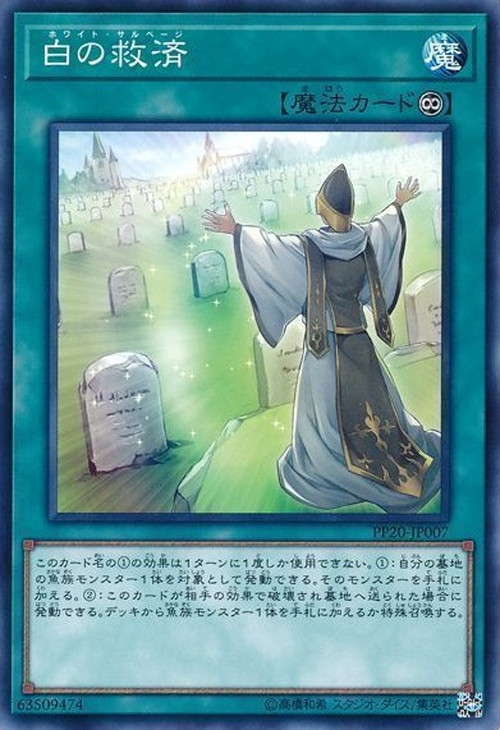 ホワイト・サルベージ
白の救済
魔
【魔法カード】
PP20-JP007
このカード名の①の効果は1ターンに1度しか使用できない。①:自分の墓地
の魚族モンスター1体を対象として発動できる。そのモンスターを手札に
加える。②:このカードが相手の効果で破壊され墓地へ送られた場合に
発動できる。デッキから魚族モンスター1体を手札に加えるか特殊召喚する。
63509474
©高橋和希 スタジオ・ダイス/集英社